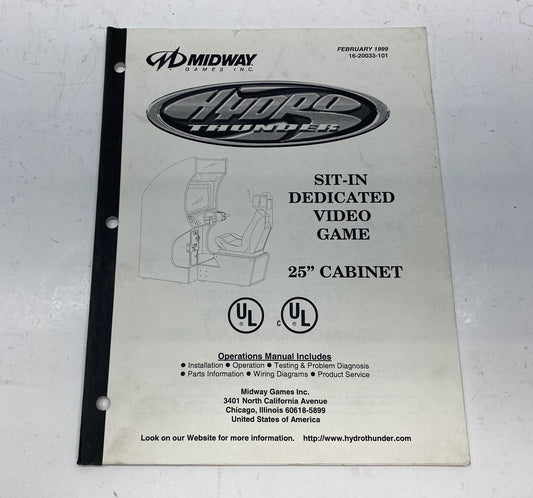 MIDWAY
GAMES INC.
FEBRUARY 1999
16-20033-101
HYDRO
THUNDER
SIT-IN
DEDICATED
VIDEO
GAME
25” CABINET
UL
®
C UL
®
Operations Manual Includes
● Installation ● Operation ● Testing & Problem Diagnosis
● Parts Information ● Wiring Diagrams ● Product Service
Midway Games Inc.
3401 North California Avenue
Chicago, Illinois 60618-5899
United States of America
Look on our Website for more information. http://www.hydrothunder.com